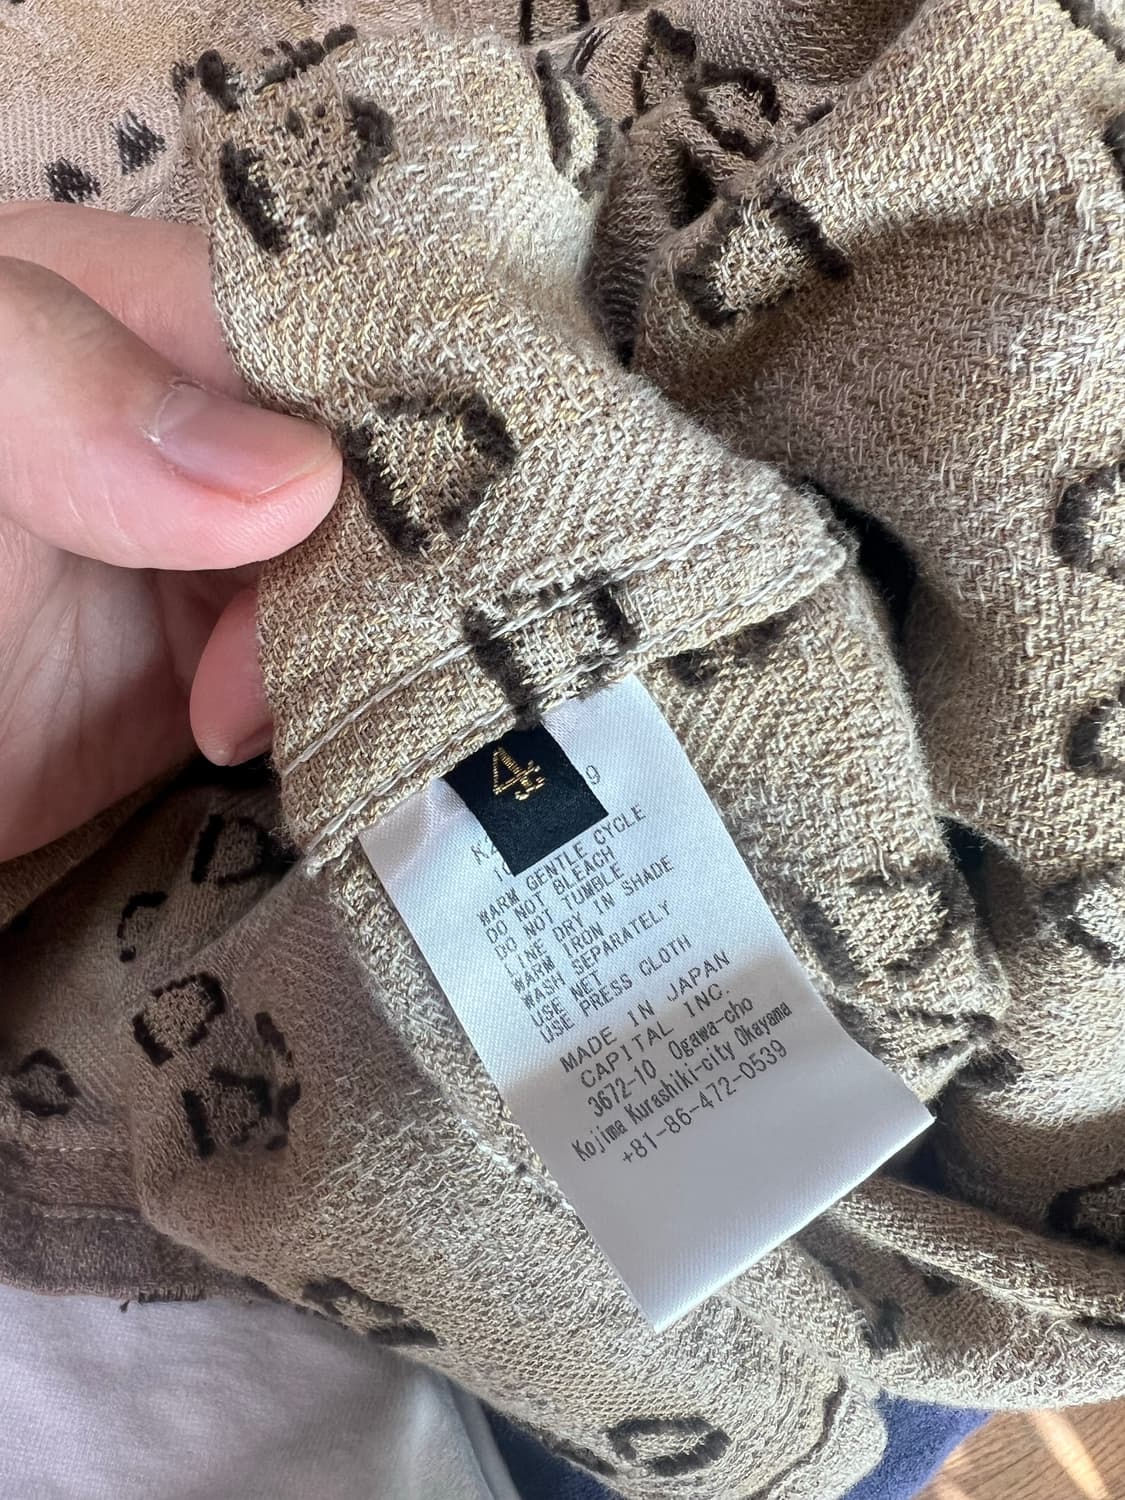 4
9
WARM GENTLE CYCLE
DO NOT BLEACH
DO NOT TUMBLE
LINE DRY IN SHADE
WARM IRON
WASH SEPARATELY
USE NET
USE PRESS CLOTH
MADE IN JAPAN
CAPITAL INC.
3672-10 Ogawa-cho
Kojima Kurashiki-city Okayama
+81-86-472-0539